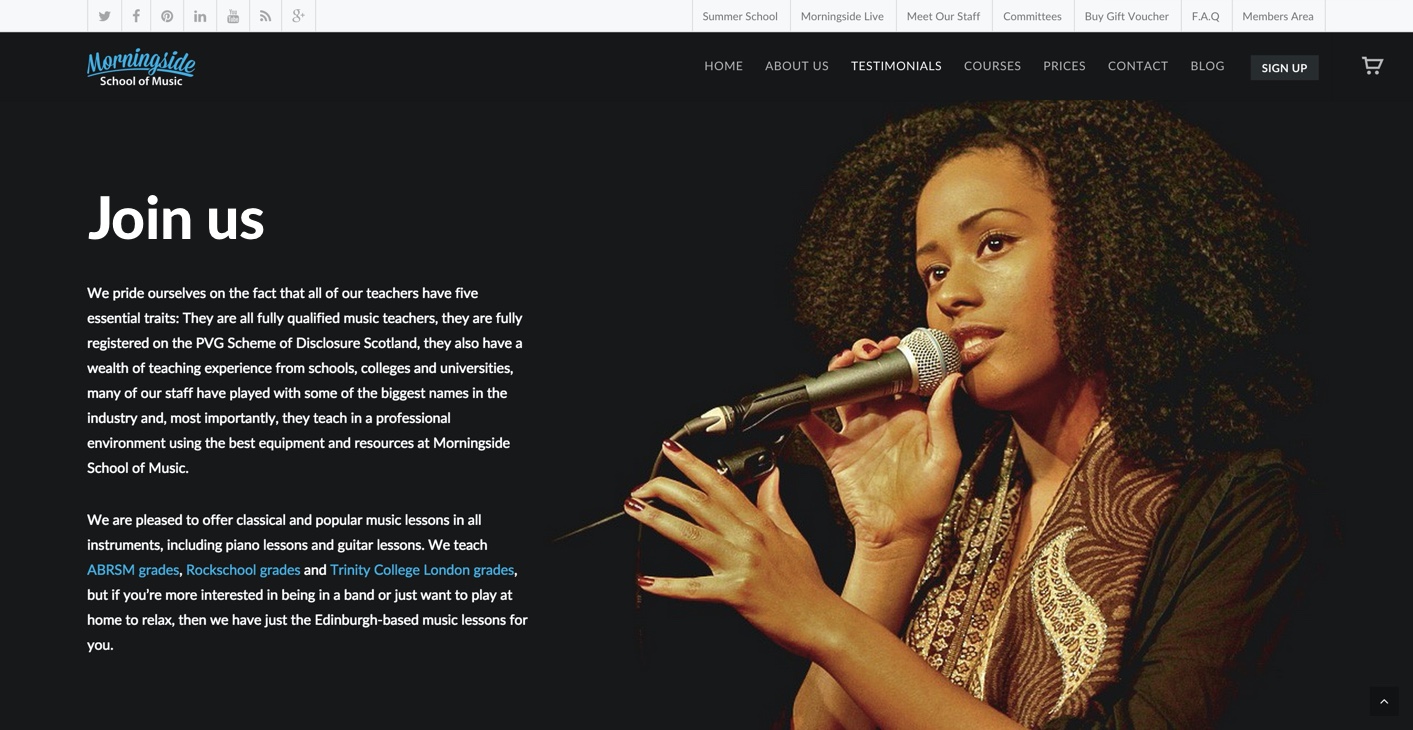 You
Tube
Summer School
Morningside Live
Meet Our Staff
Committees
Buy Gift Voucher
F.A.Q
Members Area
Morningside
School of Music
HOME
ABOUT US
TESTIMONIALS
COURSES
PRICES
CONTACT
BLOG
SIGN UP
Join us
We pride ourselves on the fact that all of our teachers have five
essential traits: They are all fully qualified music teachers, they are fully
registered on the PVG Scheme of Disclosure Scotland, they also have a
wealth of teaching experience from schools, colleges and universities,
many of our staff have played with some of the biggest names in the
industry and, most importantly, they teach in a professional
environment using the best equipment and resources at Morningside
School of Music.
We are pleased to offer classical and popular music lessons in all
instruments, including piano lessons and guitar lessons. We teach
ABRSM grades, Rockschool grades and Trinity College London grades,
but if you're more interested in being in a band or just want to play at
home to relax, then we have just the Edinburgh-based music lessons for
you.